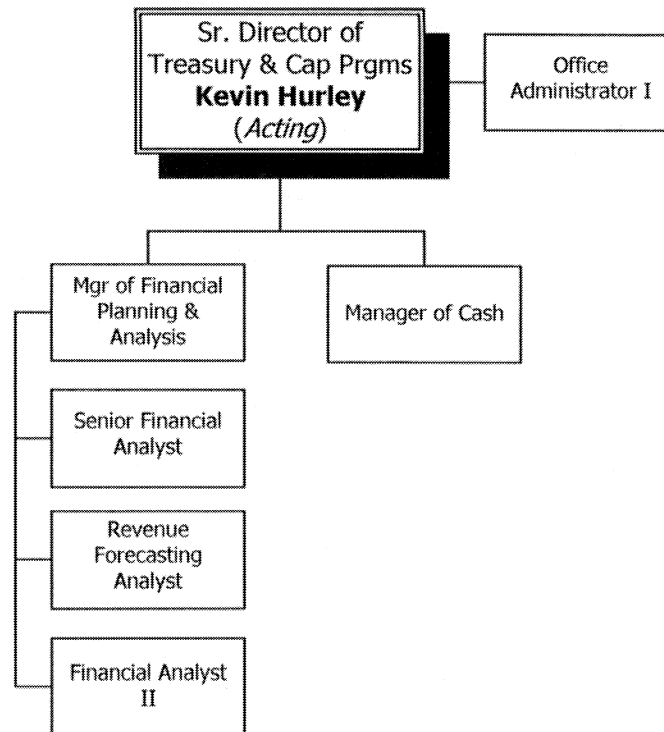 Sr. Director of
Treasury & Cap Prgms
Kevin Hurley
(Acting)
Office
Administrator I
Mgr of Financial
Planning &
Analysis
Manager of Cash
Senior Financial
Analyst
Revenue
Forecasting
Analyst
Financial Analyst
II